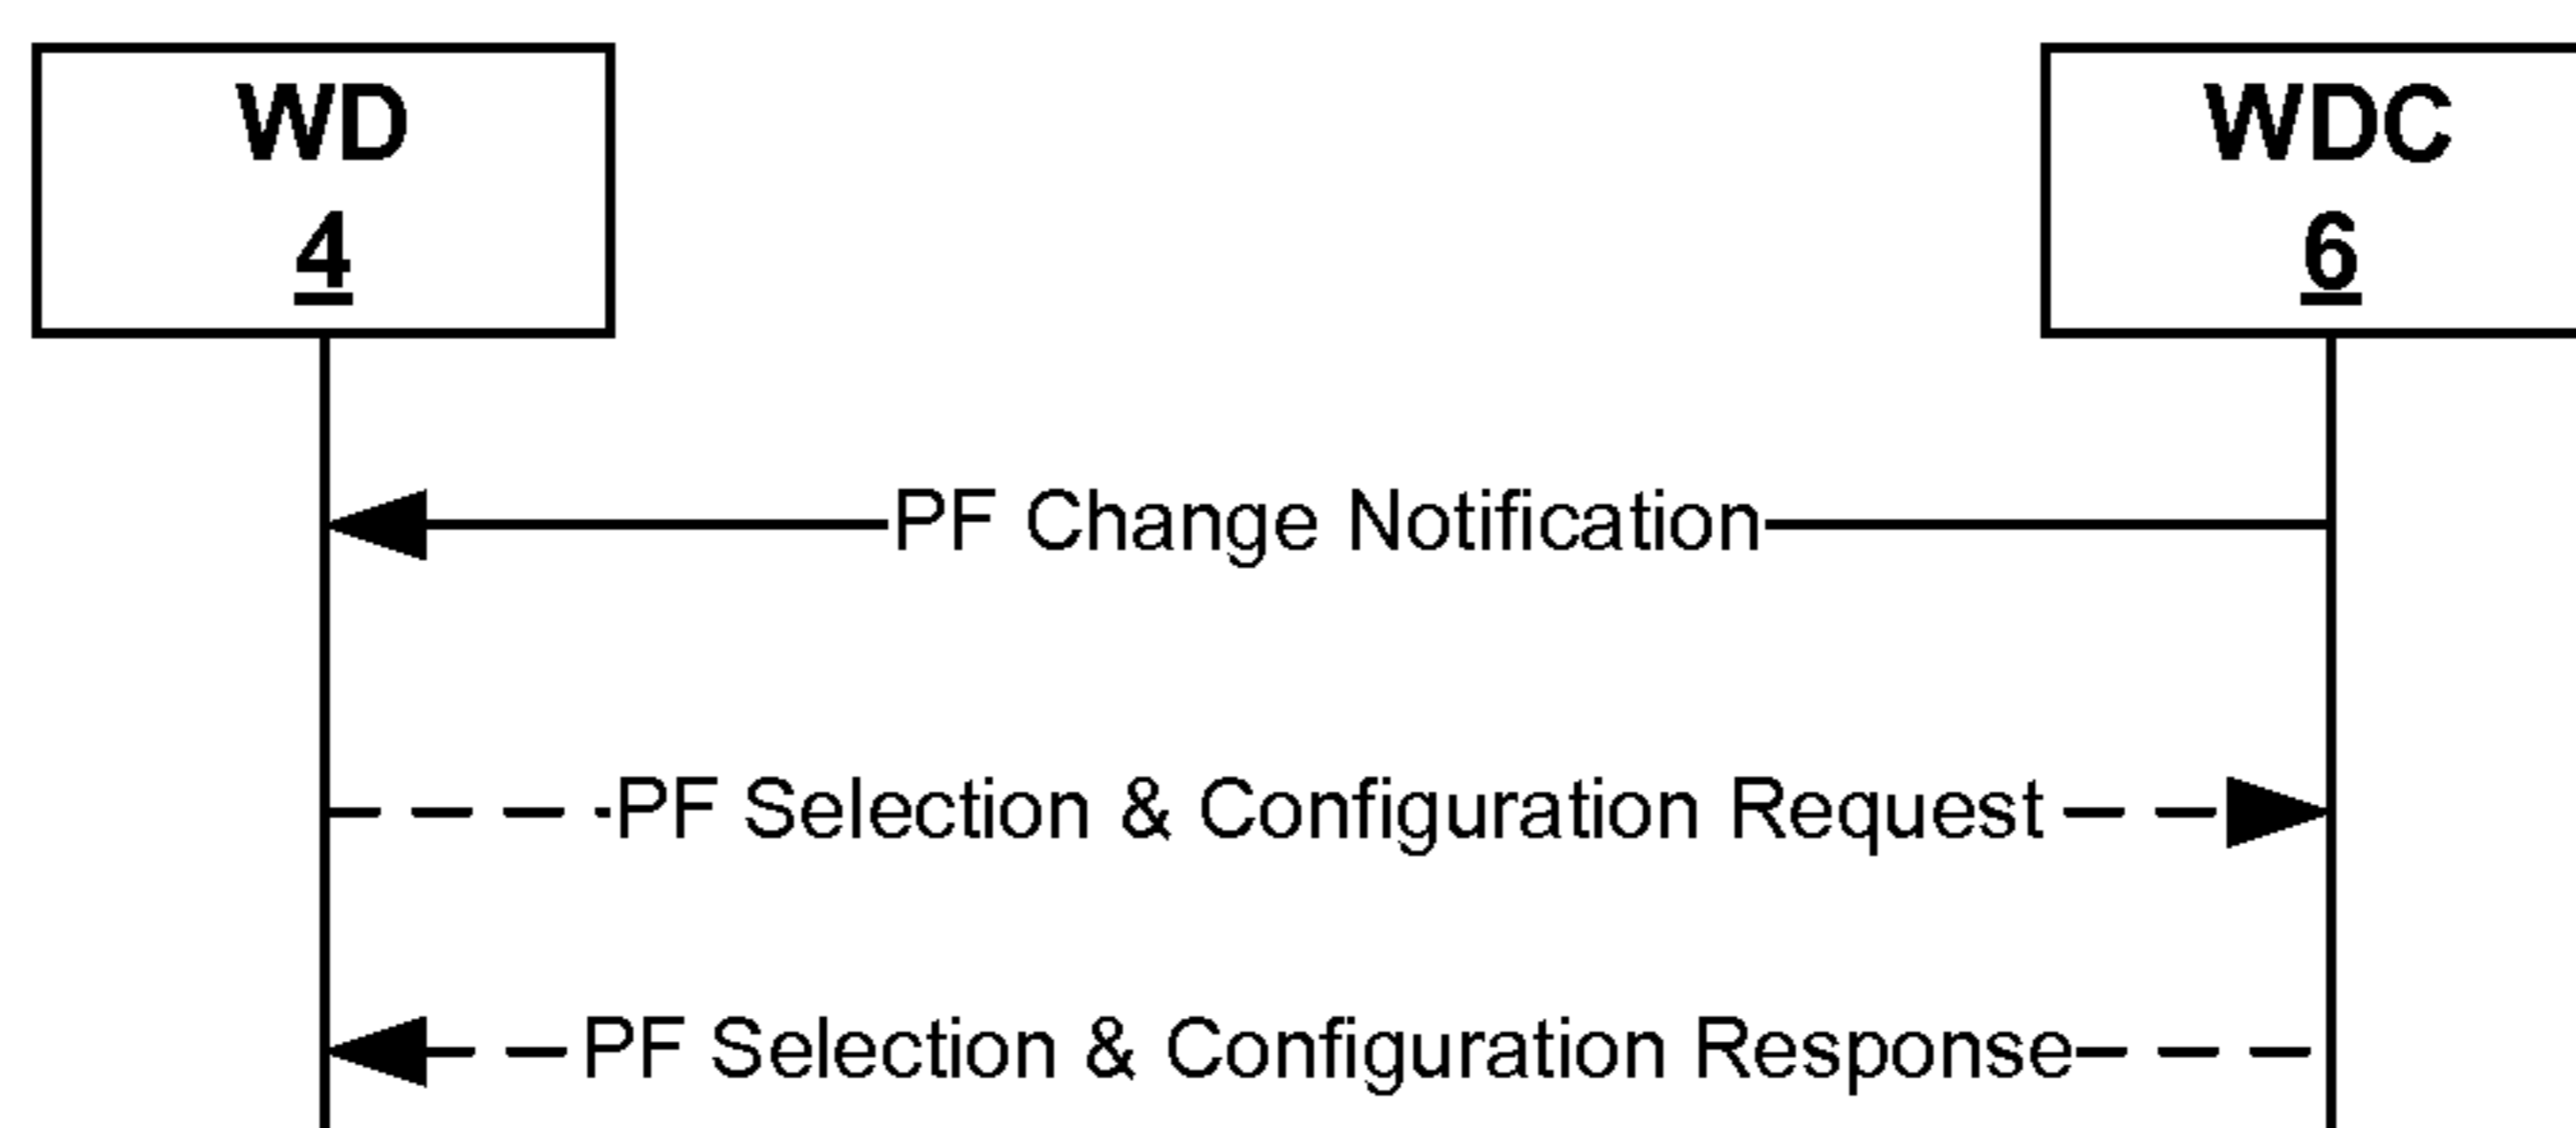 WD
4
WDC
6
PF Change Notification
PF Selection & Configuration Request
PF Selection & Configuration Response